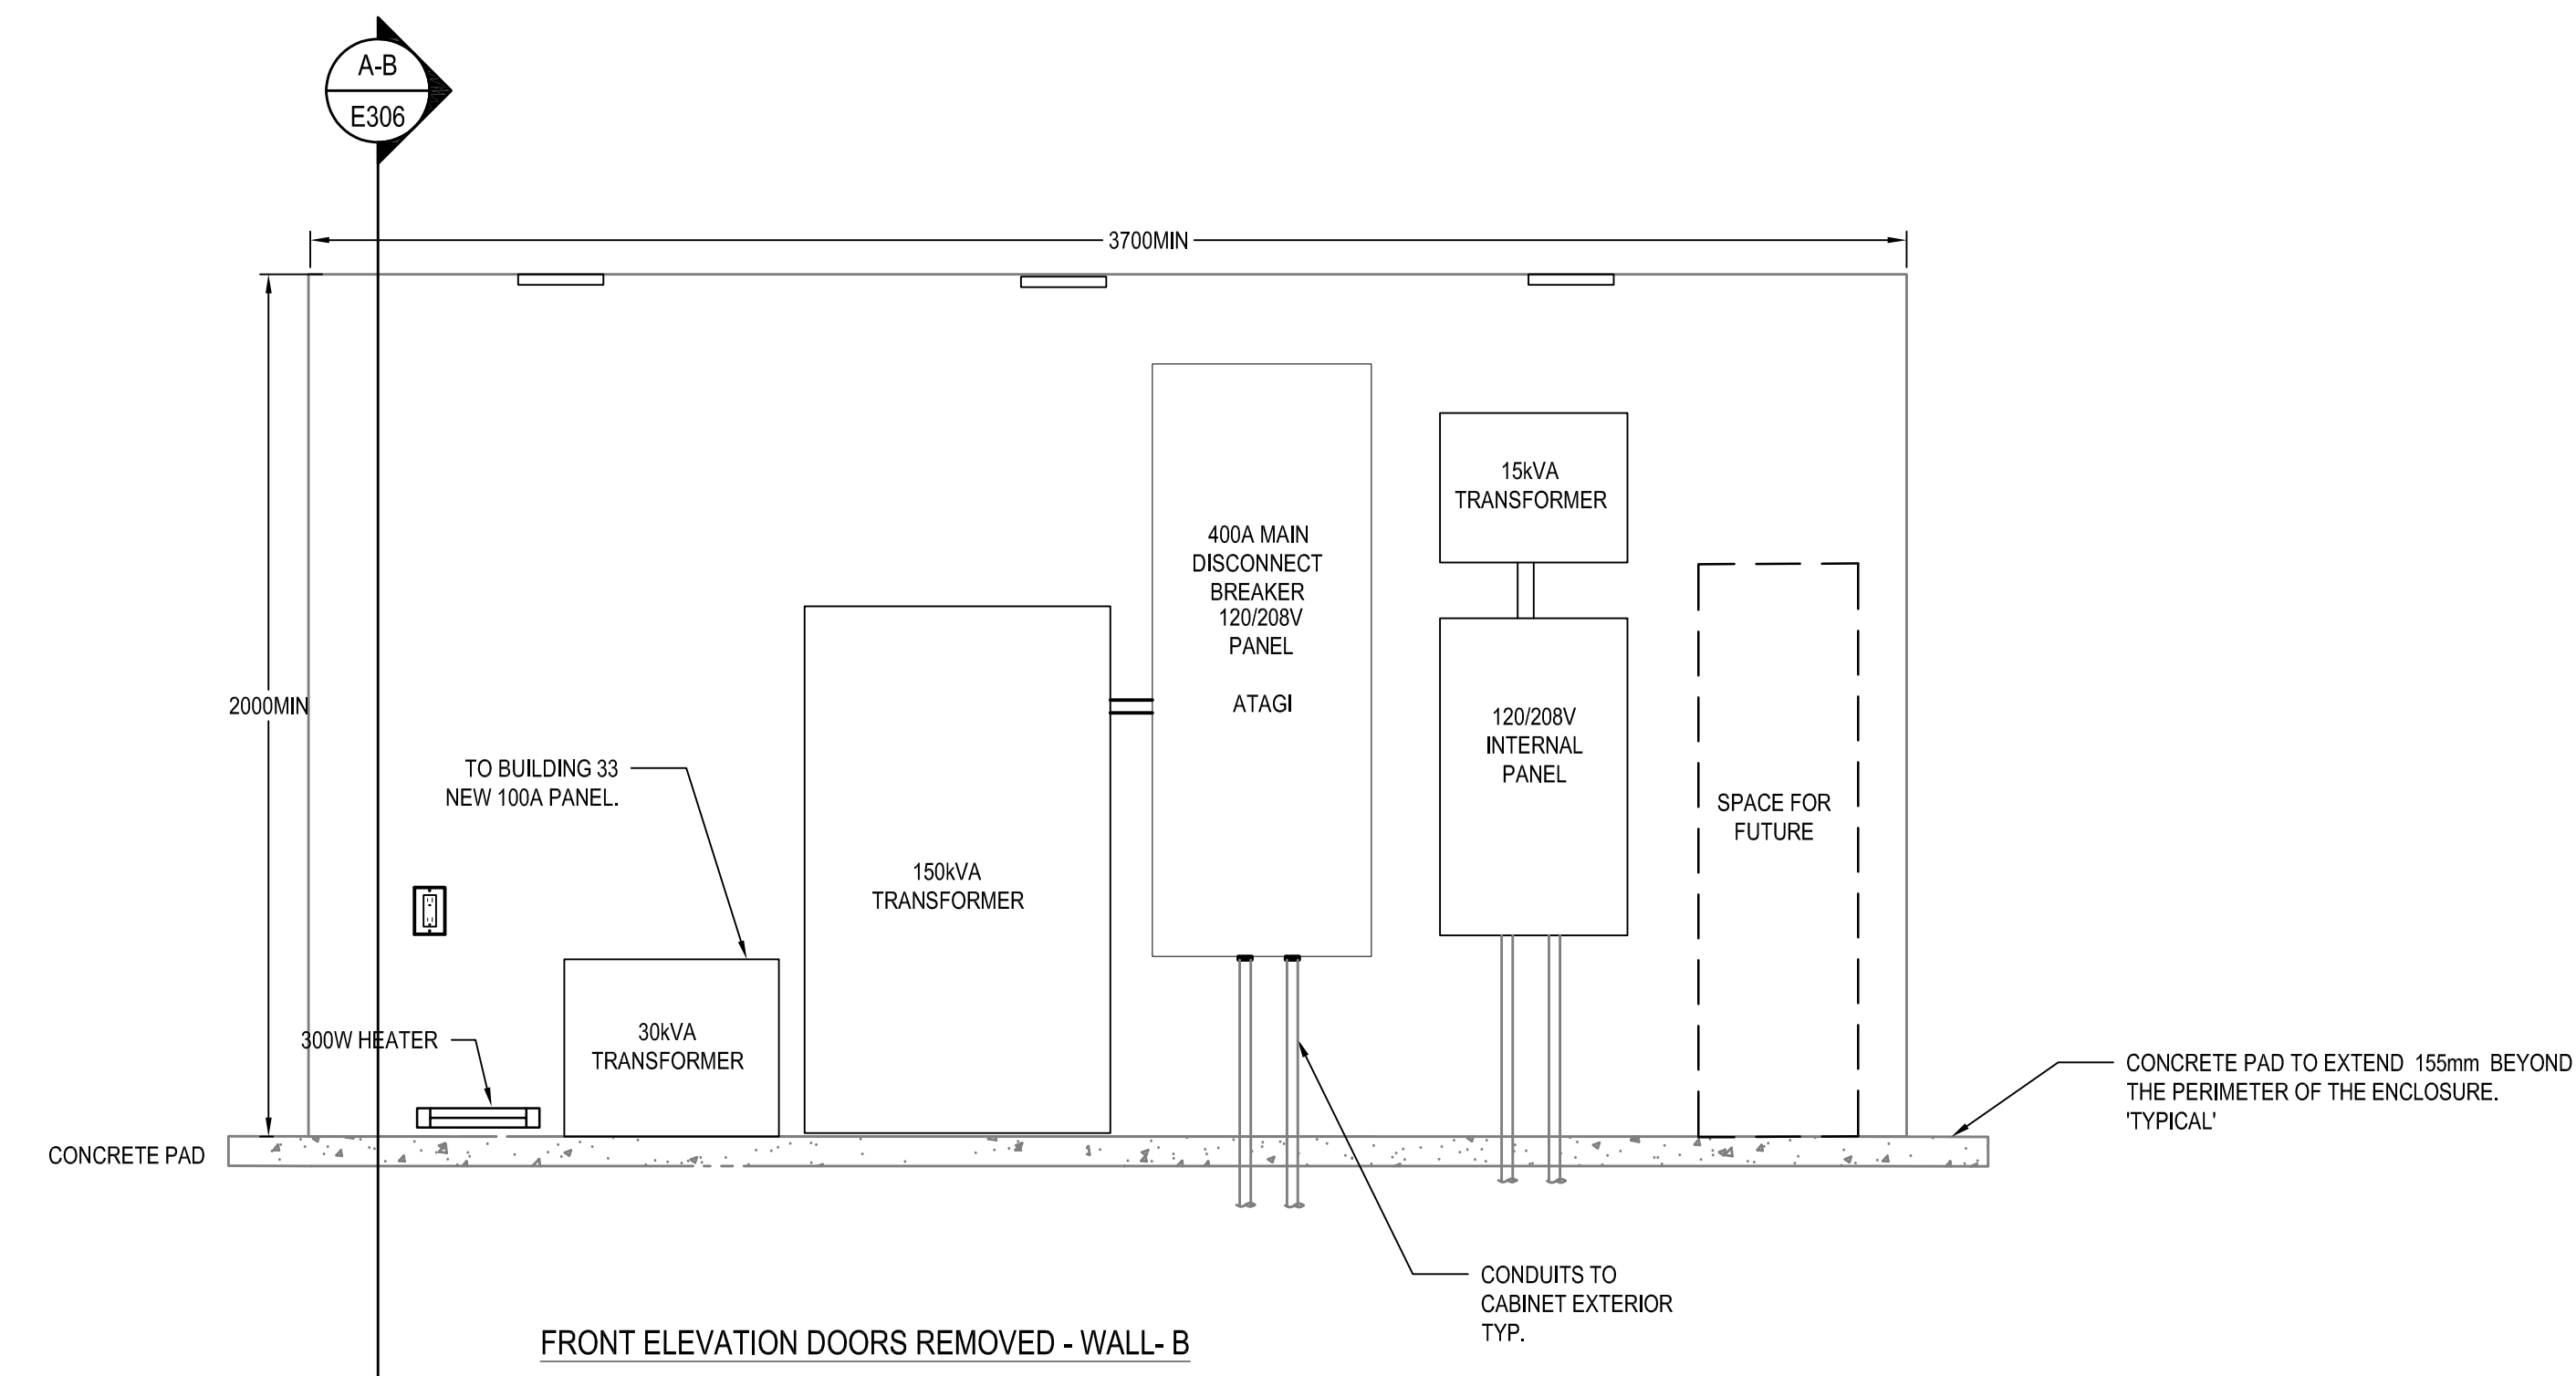 A-B
E306
3700MIN
15kVA
TRANSFORMER
400A MAIN
DISCONNECT
BREAKER
120/208V
PANEL
ATAGI
2000MIN
120/208V
INTERNAL
PANEL
TO BUILDING 33
NEW 100A PANEL.
SPACE FOR
FUTURE
150kVA
TRANSFORMER
300W HEATER
30kVA
TRANSFORMER
CONCRETE PAD TO EXTEND 155mm BEYOND
THE PERIMETER OF THE ENCLOSURE.
'TYPICAL'
CONCRETE PAD
CONDUITS TO
CABINET EXTERIOR
TYP.
FRONT ELEVATION DOORS REMOVED - WALL- B